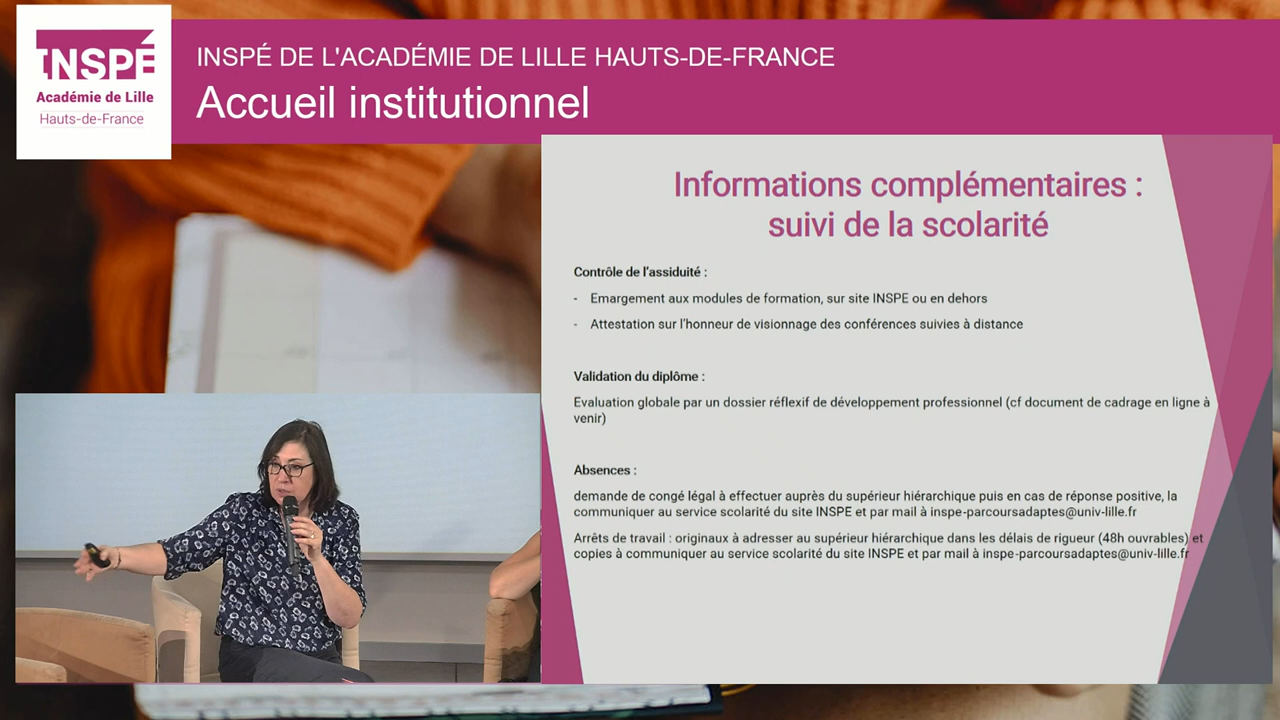 INSPÉ
Académie de Lille
Hauts-de-France
INSPÉ DE L'ACADÉMIE DE LILLE HAUTS-DE-FRANCE
Accueil institutionnel
Informations complémentaires :
suivi de la scolarité
Contrôle de l'assiduité :
- Emargement aux modules de formation, sur site INSPE ou en dehors
- Attestation sur l'honneur de visionnage des conférences suivies à distance
Validation du diplôme :
Evaluation globale par un dossier réflexif de développement professionnel (cf document de cadrage en ligne à
venir)
Absences :
demande de congé légal à effectuer auprès du supérieur hiérarchique puis en cas de réponse positive, la
communiquer au service scolarité du site INSPE et par mail à inspe-parcoursadaptes@univ-lille.fr
Arrêts de travail : originaux à adresser au supérieur hiérarchique dans les délais de rigueur (48h ouvrables) et
copies à communiquer au service scolarité du site INSPE et par mail à inspe-parcoursadaptes@univ-lille.fr